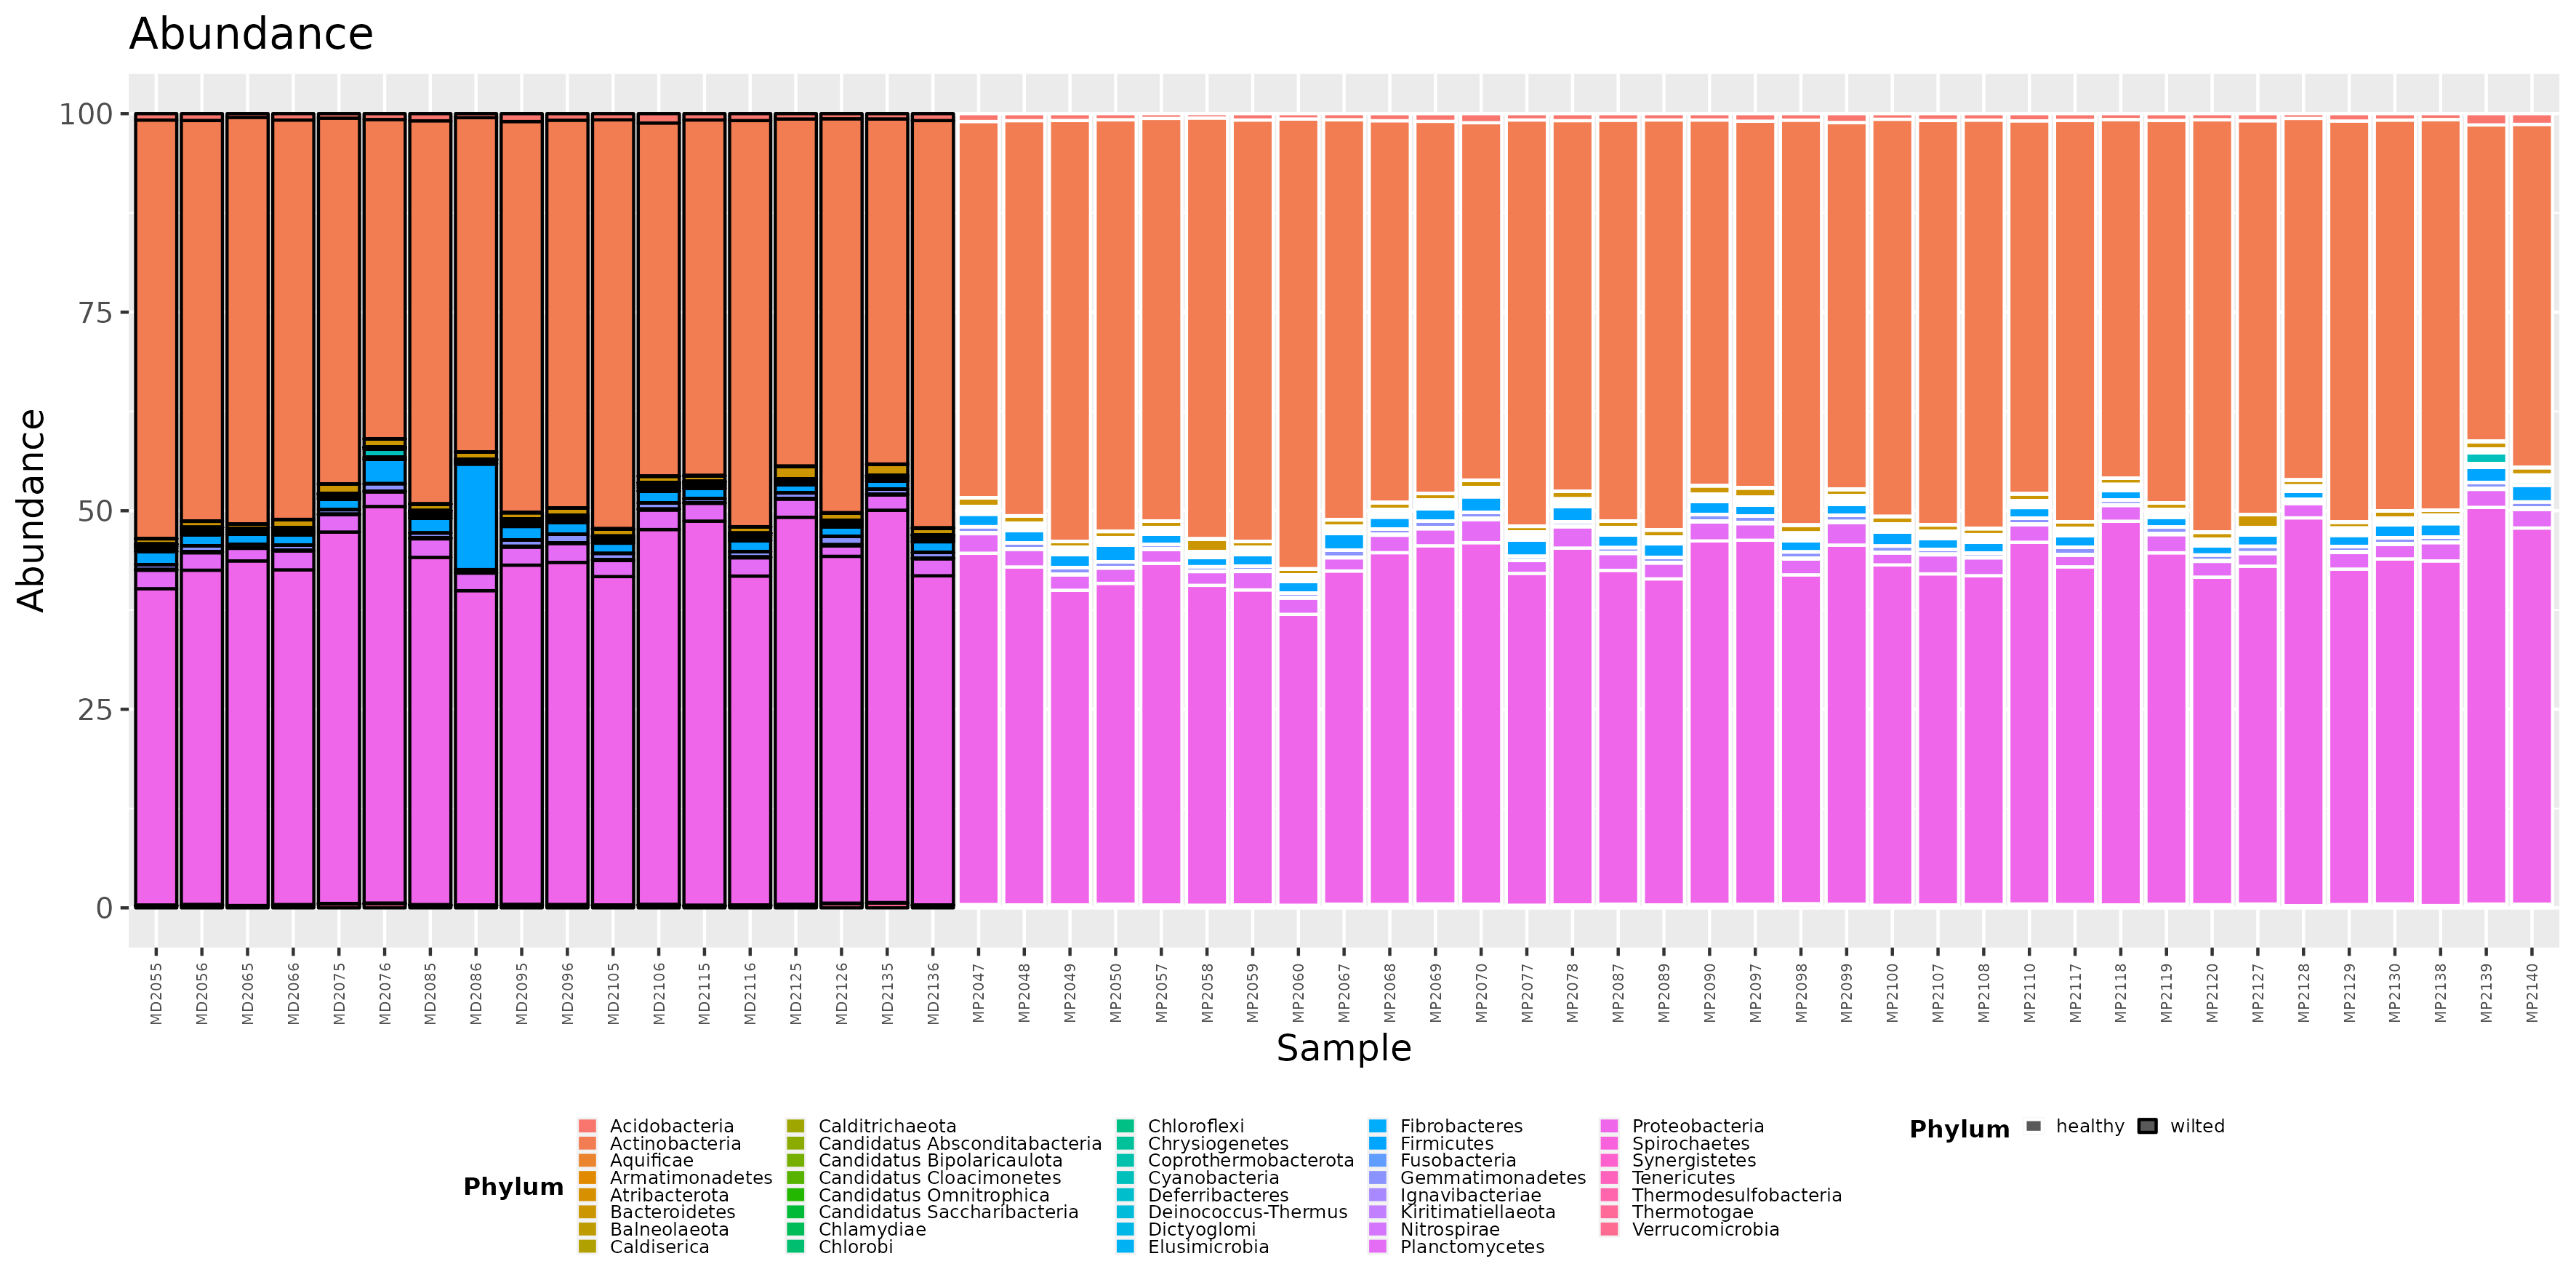 Abundance
100
75
50
25
0
Abundance
MD2055
MD2056
MD2065
MD2066
MD2075
MD2076
MD2085
MD2086
MD2095
MD2096
MD2105
MD2106
MD2115
MD2116
MD2125
MD2126
MD2135
MD2136
MP2047
MP2048
MP2049
MP2050
MP2057
MP2058
MP2059
MP2060
MP2067
MP2068
MP2069
MP2070
MP2077
MP2078
MP2087
MP2089
MP2090
MP2097
MP2098
MP2099
MP2100
MP2107
MP2108
MP2110
MP2117
MP2118
MP2119
MP2120
MP2127
MP2128
MP2129
MP2130
MP2138
MP2139
MP2140
Sample
Phylum
Acidobacteria
Actinobacteria
Aquificae
Armatimonadetes
Atribacterota
Bacteroidetes
Balneolaeota
Caldiserica
Calditrichaeota
Candidatus Absconditabacteria
Candidatus Bipolaricaulota
Candidatus Cloacimonetes
Candidatus Omnitrophica
Candidatus Saccharibacteria
Chlamydiae
Chlorobi
Chloroflexi
Chrysiogenetes
Coprothermobacterota
Cyanobacteria
Deferribacteres
Deinococcus-Thermus
Dictyoglomi
Elusimicrobia
Fibrobacteres
Firmicutes
Fusobacteria
Gemmatimonadetes
Ignavibacteriae
Kiritimatiellaeota
Nitrospirae
Planctomycetes
Proteobacteria
Spirochaetes
Synergistetes
Tenericutes
Thermodesulfobacteria
Thermotogae
Verrucomicrobia
Phylum
healthy
wilted